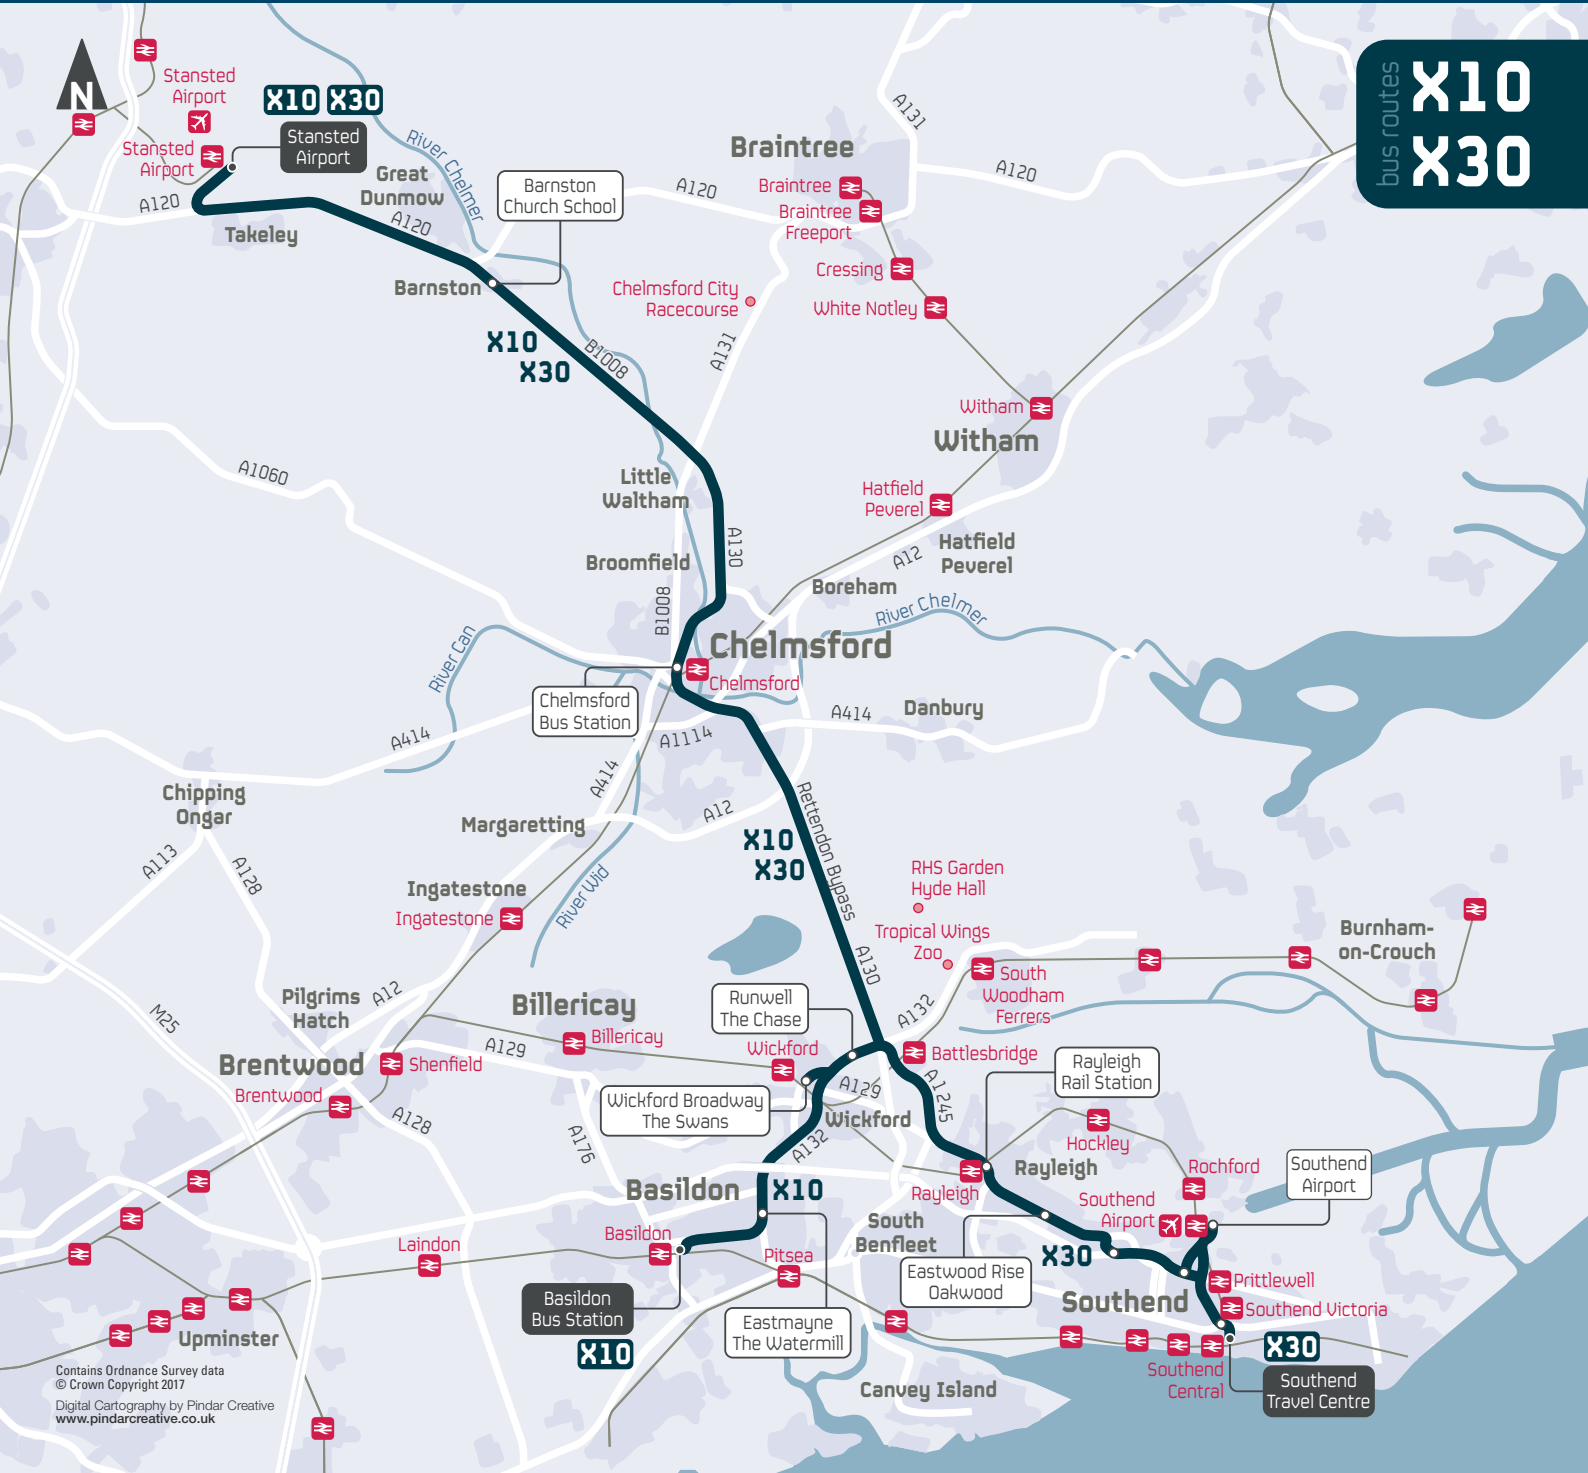 bus routes
X10
X30
N
Stansted
Airport
X10 X30
Stansted
Airport
Stansted
Airport
Great
Dunmow
River Chelmer
Barnston
Church School
A120
A120
Takeley
Barnston
A120
A131
Braintree
Braintree
Braintree
Freeport
A120
Cressing
White Notley
Chelmsford City
Racecourse
A131
X10
X30
B1008
Witham
Witham
Hatfield
Peverel
Hatfield
Peverel
A12
Little
Waltham
A1060
A130
Broomfield
Boreham
River Chelmer
B1008
River Can
Chelmsford
Chelmsford
Chelmsford
Bus Station
A414
Danbury
A414
A1114
A414
Chipping
Ongar
Margaretting
A12
Rettendon Bypass
X10
X30
A113
A128
Ingatestone
Ingatestone
River Wid
RHS Garden
Hyde Hall
Tropical Wings
Zoo
A130
South
Woodham
Ferrers
Burnham-
on-Crouch
Pilgrims
Hatch
A12
M25
Billericay
Billericay
Runwell
The Chase
A132
Brentwood
Brentwood
Shenfield
A129
Wickford
Battlesbridge
Rayleigh
Rail Station
Wickford Broadway
The Swans
A129
Wickford
A1245
A128
A176
A132
Hockley
Rayleigh
Rayleigh
Rochford
Southend
Airport
Southend
Airport
Basildon
X10
South
Benfleet
X30
Basildon
Laindon
Pitsea
Eastwood Rise
Oakwood
Prittlewell
Southend
Southend Victoria
Basildon
Bus Station
X10
Eastmayne
The Watermill
Upminster
Canvey Island
Southend
Central
X30
Southend
Travel Centre
Contains Ordnance Survey data
© Crown Copyright 2017
Digital Cartography by Pindar Creative
www.pindarcreative.co.uk